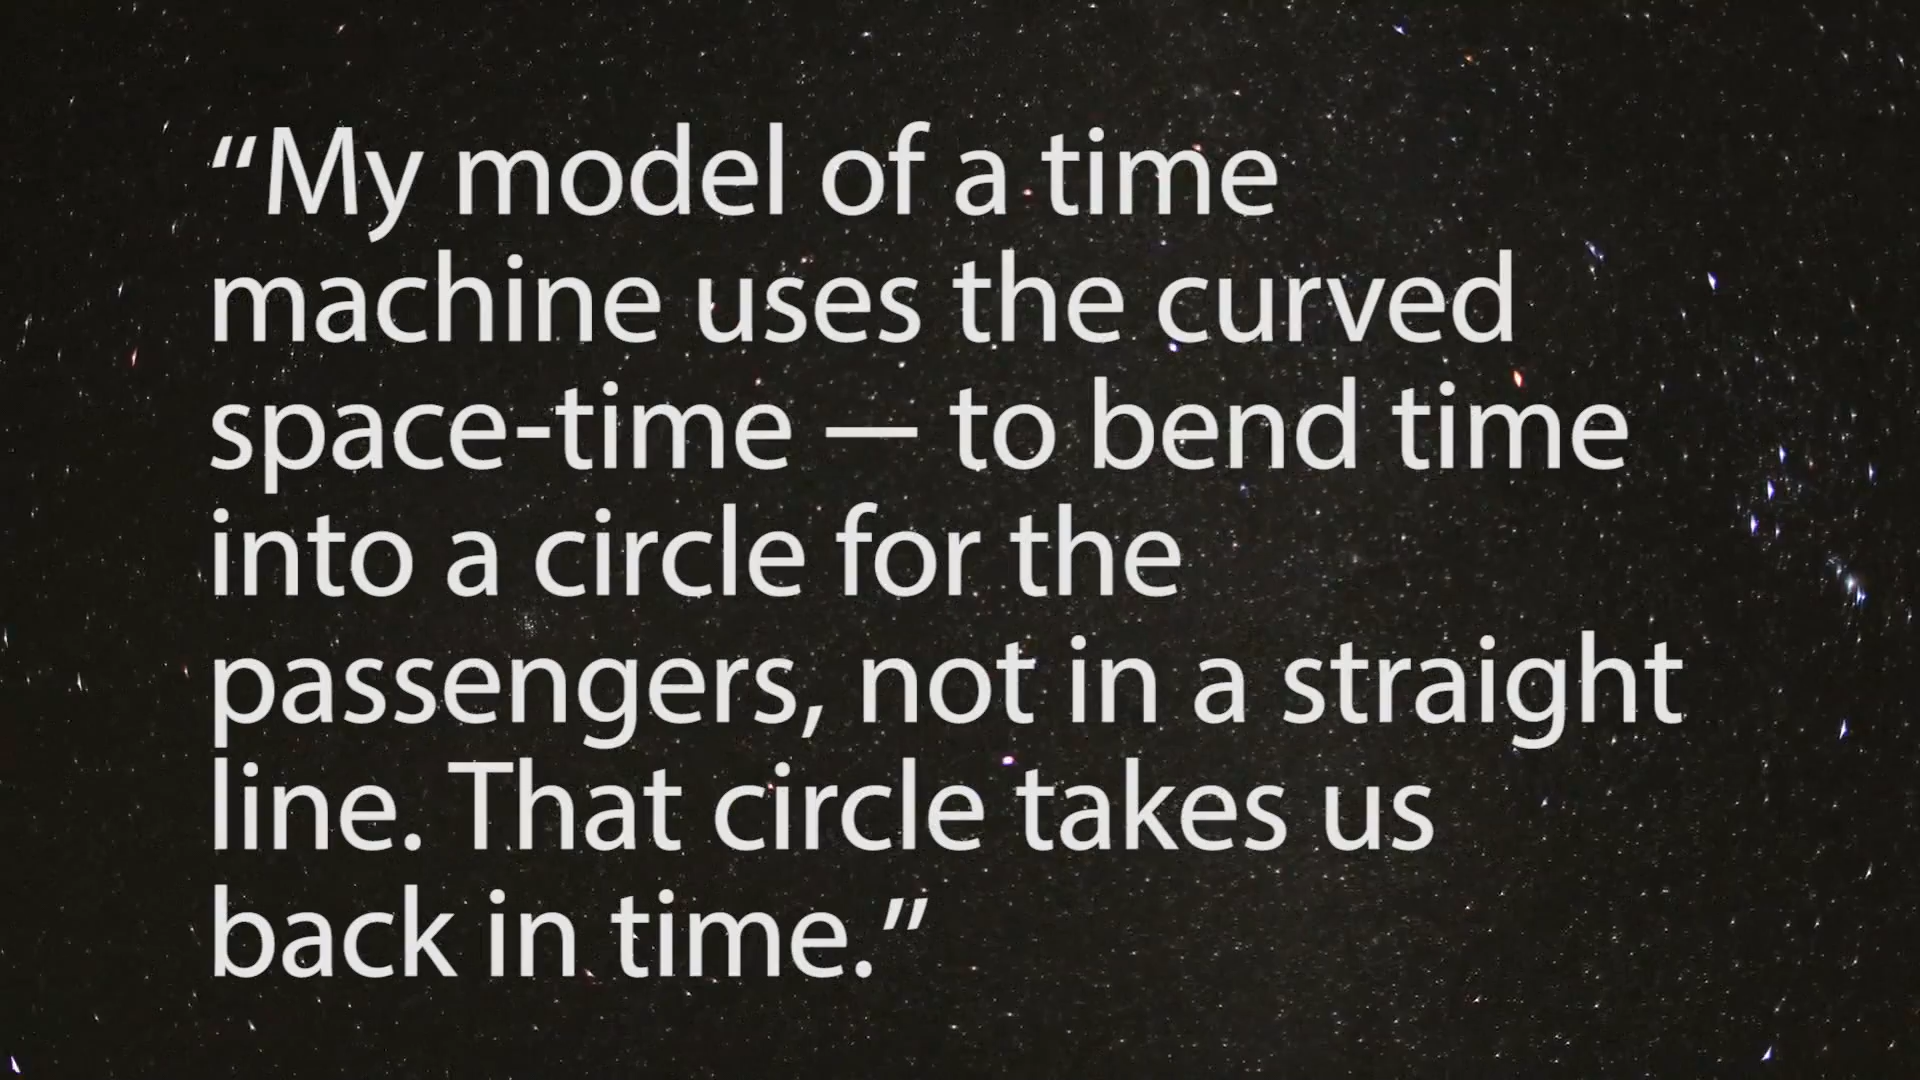 “My model of a time
machine uses the curved
space-time — to bend time
into a circle for the
passengers, not in a straight
line. That circle takes us
back in time.”